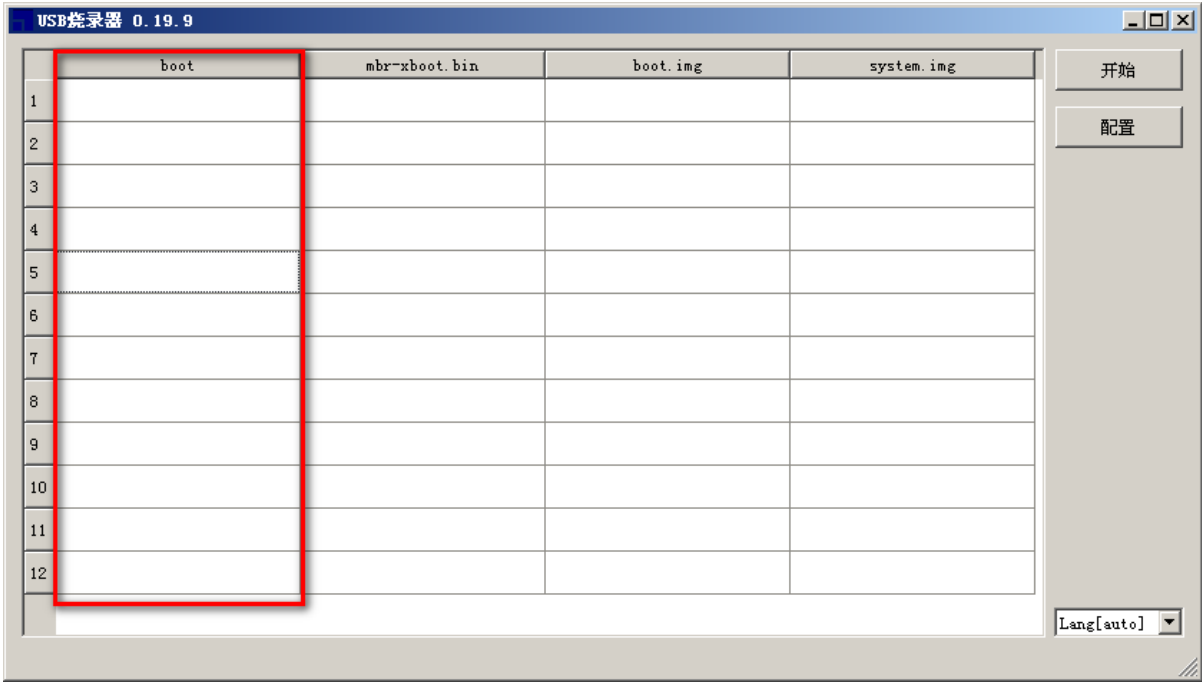 USB烧录器 0.19.9
boot mbr-xboot.bin boot.img system.img
开始
1
配置
2
3
4
5
6
7
8
9
10
11
12
Lang[auto]